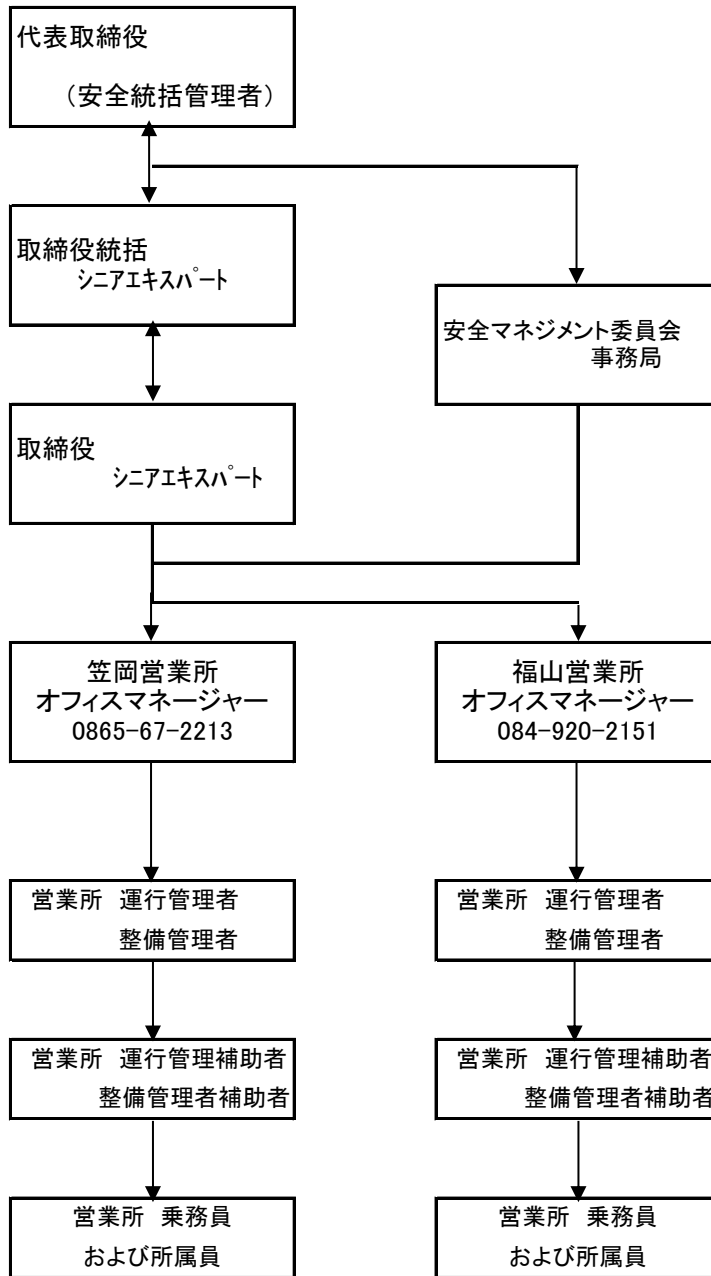 代表取締役
（安全統括管理者）
取締役統括
シニアエキスパート
安全マネジメント委員会
事務局
取締役
シニアエキスパート
笠岡営業所
オフィスマネージャー
0865-67-2213
福山営業所
オフィスマネージャー
084-920-2151
営業所 運行管理者
整備管理者
営業所 運行管理者
整備管理者
営業所 運行管理補助者
整備管理者補助者
営業所 運行管理補助者
整備管理者補助者
営業所 乗務員
および所属員
営業所 乗務員
および所属員